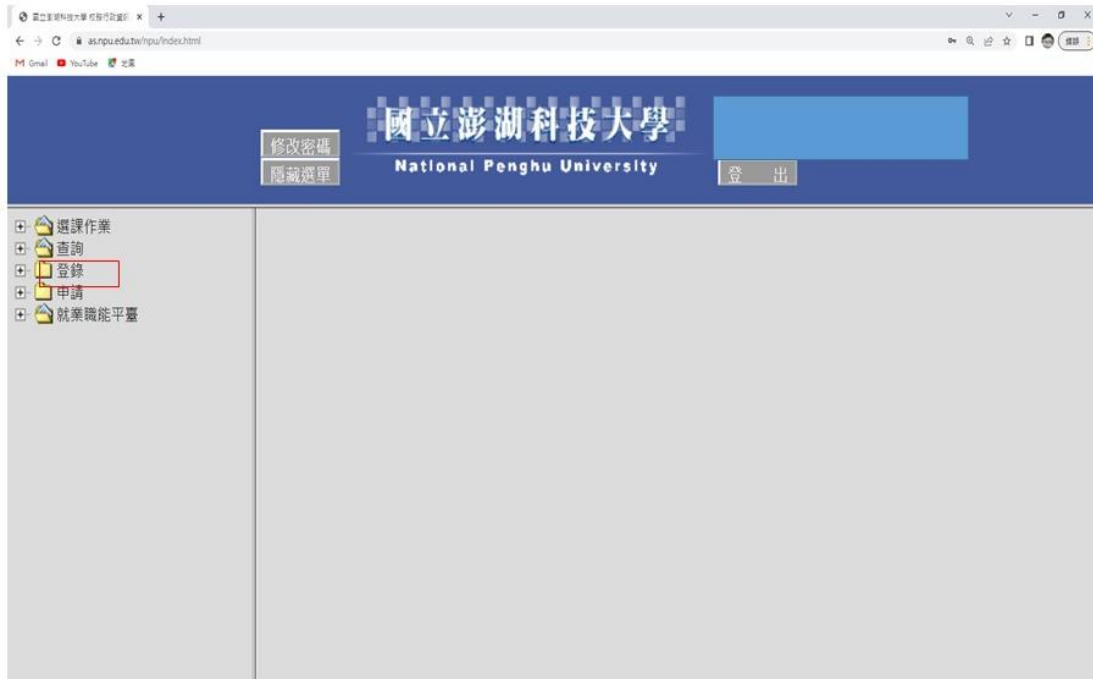 as.npu.edu.tw/npu/index.html
Gmail YouTube
修改密碼
隱藏選單
國立澎湖科技大學
National Penghu University
登 出
選課作業
查詢
登錄
申請
就業職能平臺